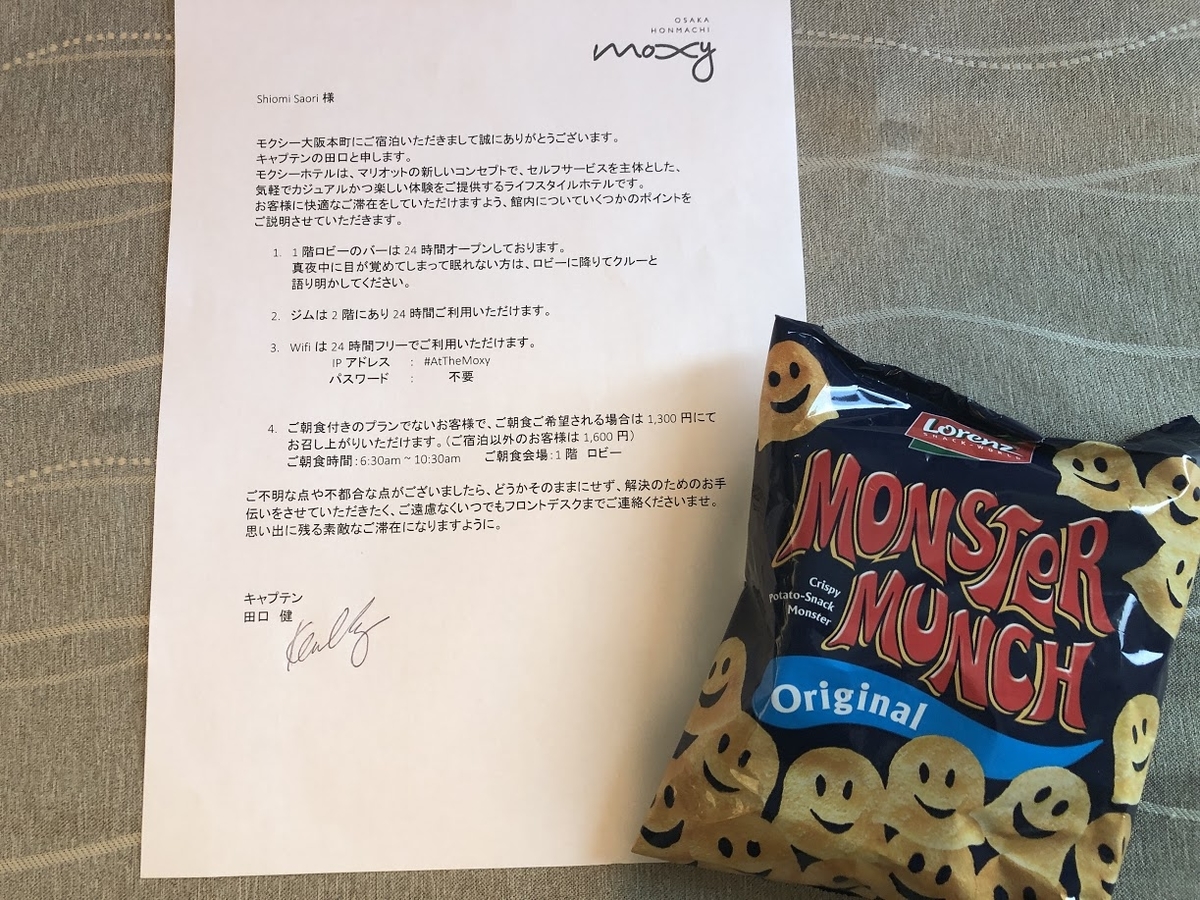 OSAKA
HONMACHI
moxy
Shiomi Saori 様
モクシー大阪本町にご宿泊いただきまして誠にありがとうございます。
キャプテンの田口と申します。
モクシーホテルは、マリオットの新しいコンセプトで、セルフサービスを主体とした、
気軽でカジュアルかつ楽しい体験をご提供するライフスタイルホテルです。
お客様に快適なご滞在をしていただけますよう、館内についていくつかのポイントを
ご説明させていただきます。
1. 1 階ロビーのバーは 24 時間オープンしております。
真夜中に目が覚めてしまって眠れない方は、ロビーに降りてクルーと
語り明かしてください。
2. ジムは 2 階にあり 24 時間ご利用いただけます。
3. Wifi は 24 時間フリーでご利用いただけます。
IP アドレス : #AtTheMoxy
パスワード : 不要
4. ご朝食付きのプランでないお客様で、ご朝食ご希望される場合は 1,300 円にて
お召し上がりいただけます。（ご宿泊以外のお客様は 1,600 円）
ご朝食時間：6:30am ~ 10:30am ご朝食会場：1 階 ロビー
ご不明な点や不都合な点がございましたら、どうかそのままにせず、解決のためのお手
伝いをさせていただきたく、ご遠慮なくいつでもフロントデスクまでご連絡くださいませ。
思い出に残る素敵なご滞在になりますように。
キャプテン
田口 健
Lorenz
SNACK-WORLD
MONSTER
MUNCH
Crispy
Potato-Snack
Monster
Original